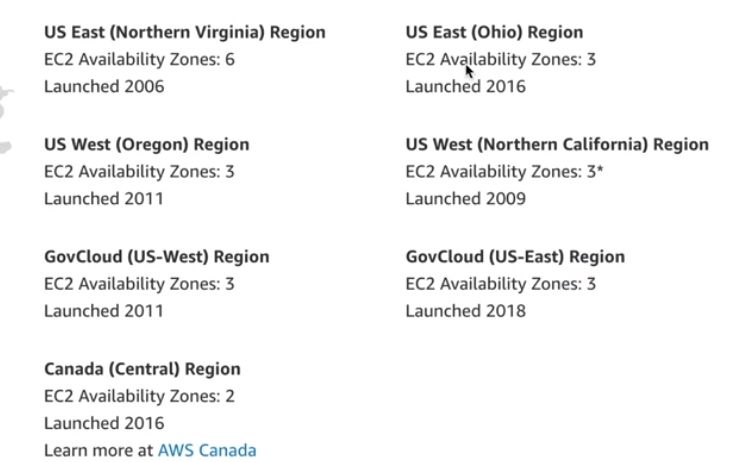 US East (Northern Virginia) Region
EC2 Availability Zones: 6
Launched 2006
US East (Ohio) Region
EC2 Availability Zones: 3
Launched 2016
US West (Oregon) Region
EC2 Availability Zones: 3
Launched 2011
US West (Northern California) Region
EC2 Availability Zones: 3*
Launched 2009
GovCloud (US-West) Region
EC2 Availability Zones: 3
Launched 2011
GovCloud (US-East) Region
EC2 Availability Zones: 3
Launched 2018
Canada (Central) Region
EC2 Availability Zones: 2
Launched 2016
Learn more at AWS Canada